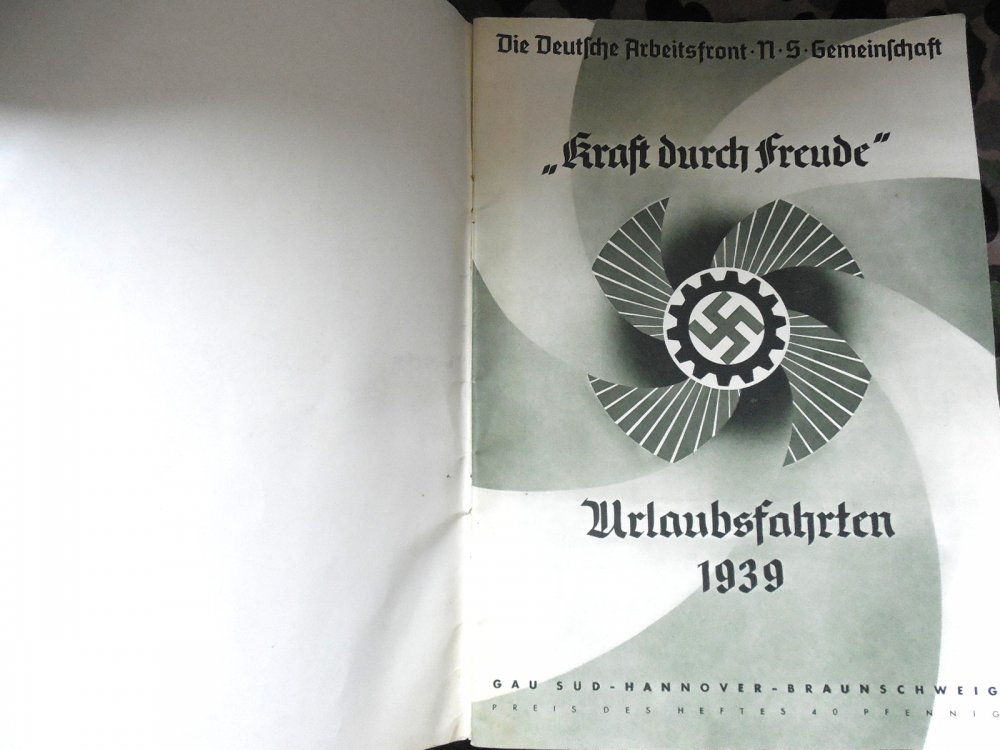 Die Deutsche Arbeitsfront · N · S · Gemeinschaft
„Kraft durch Freude“
Urlaubsfahrten
1939
GAU SÜD-HANNOVER-BRAUNSCHWEIG
PREIS DES HEFTES 40 PFENNIG